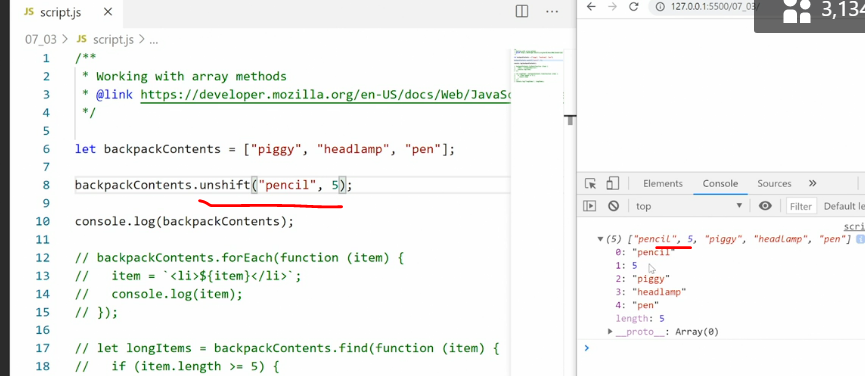 JS script.js ×
127.0.0.1:5500/07_03/
3,134
07_03 > JS script.js > ...
1 /**
2 * Working with array methods
3 * @link https://developer.mozilla.org/en-US/docs/Web/JavaSc
4 */
5
6 let backpackContents = ["piggy", "headlamp", "pen"];
7
8 backpackContents.unshift("pencil", 5);
9
10 console.log(backpackContents);
11
12 // backpackContents.forEach(function (item) {
13 // item = `<li>${item}</li>`;
14 // console.log(item);
15 // });
16
17 // let longItems = backpackContents.find(function (item) {
18 // if (item.length >= 5) {
Elements Console Sources »
top Filter Default le
scri
(5) ["pencil", 5, "piggy", "headlamp", "pen"]
0: "pencil"
1: 5
2: "piggy"
3: "headlamp"
4: "pen"
length: 5
__proto__: Array(0)